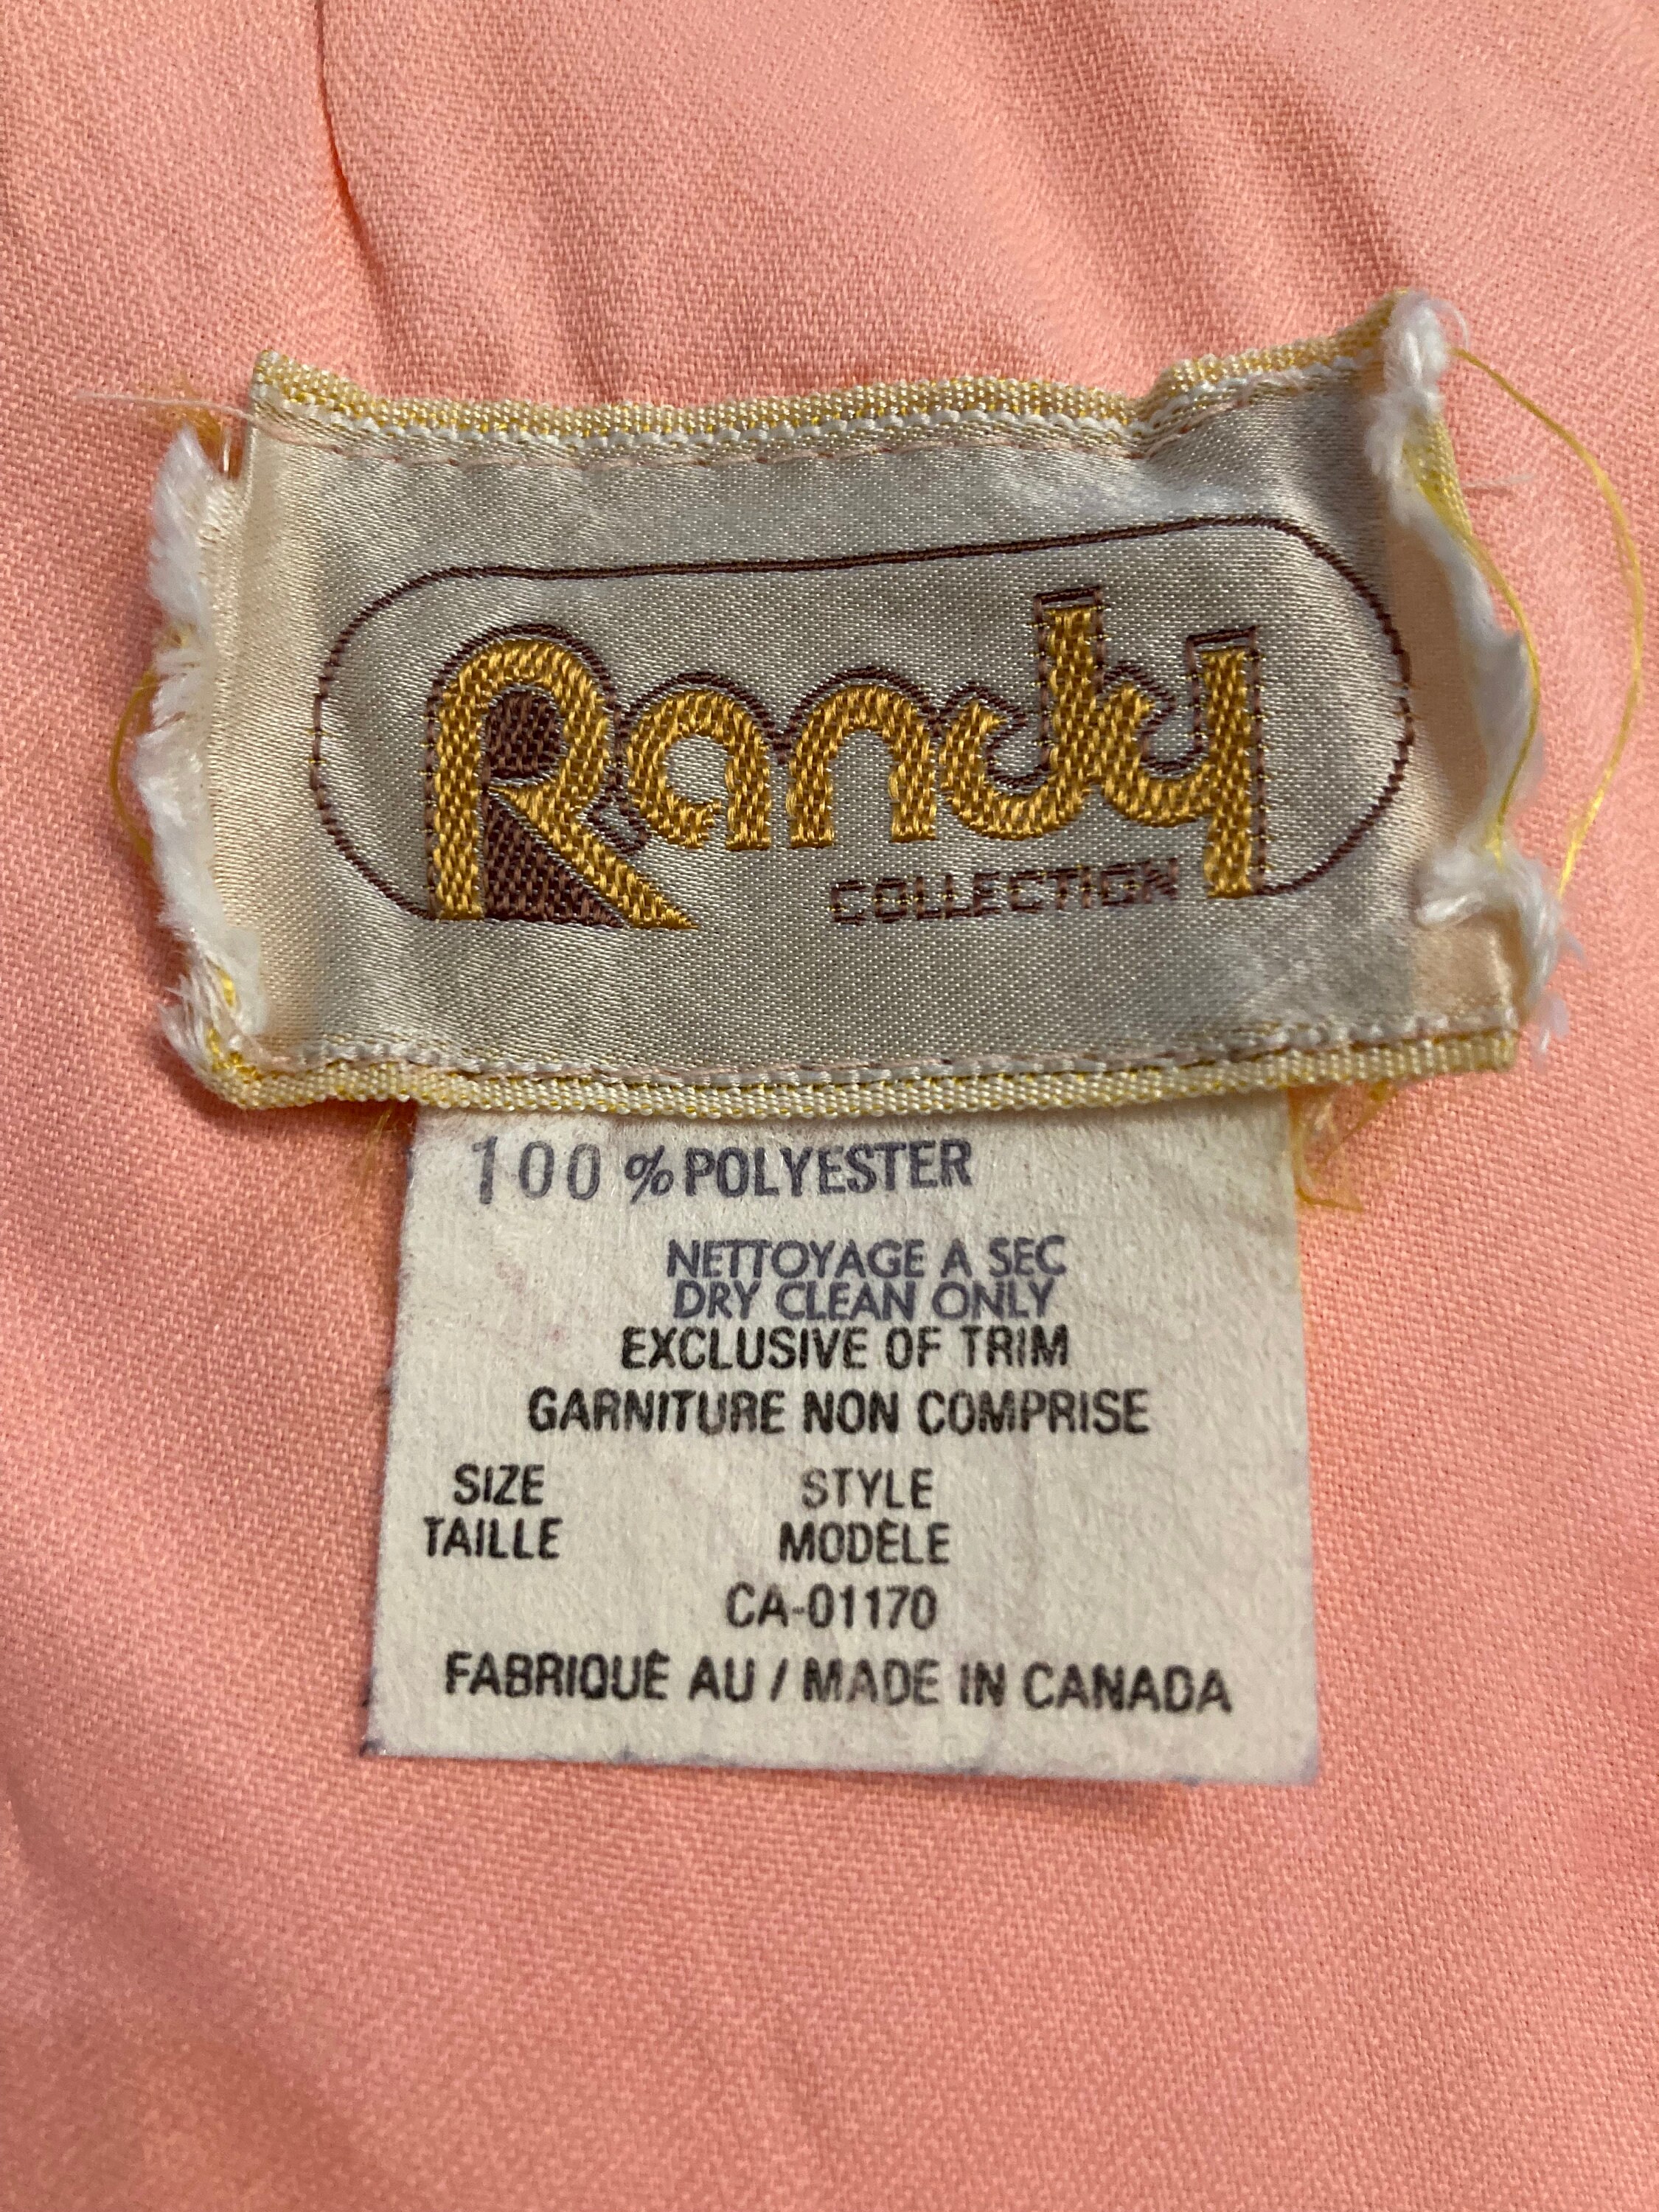 Randy
COLLECTION
100 % POLYESTER
NETTOYAGE A SEC
DRY CLEAN ONLY
EXCLUSIVE OF TRIM
GARNITURE NON COMPRISE
SIZE STYLE
TAILLE MODÈLE
CA-01170
FABRIQUÉ AU / MADE IN CANADA